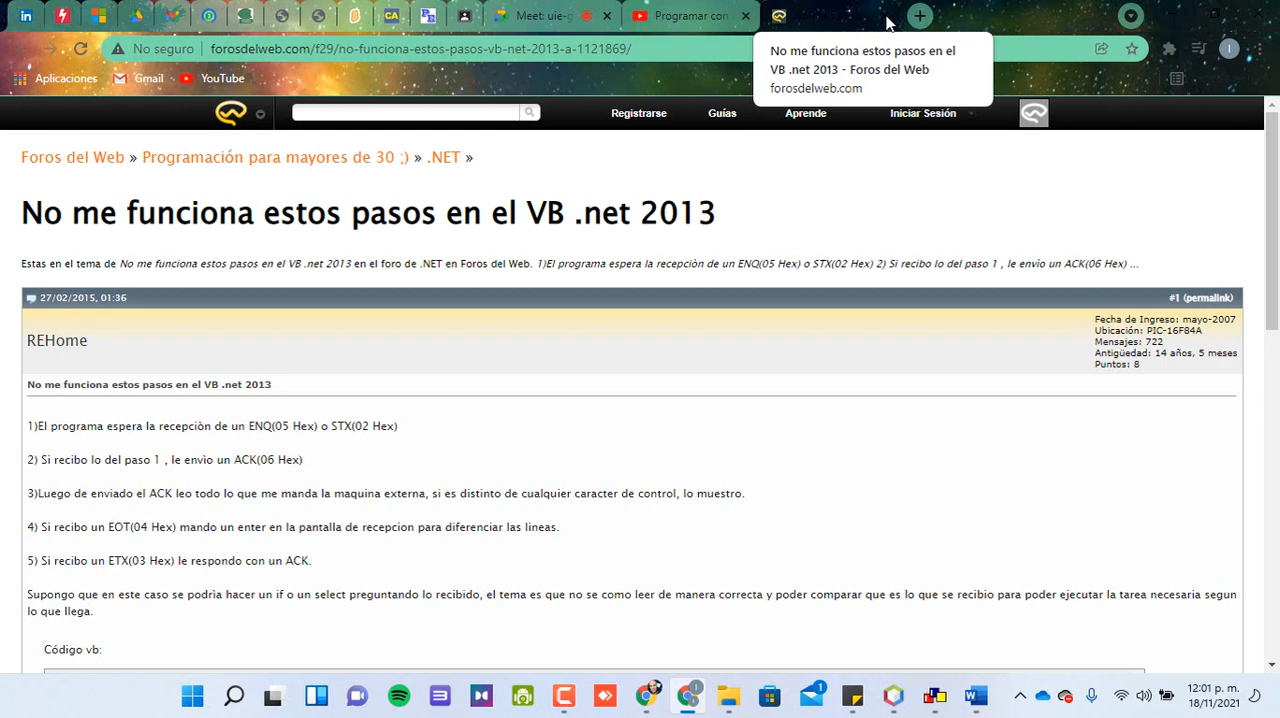 Meet: uie-g
Programar con
No seguro
forosdelweb.com/f29/no-funciona-estos-pasos-vb-net-2013-a-1121869/
No me funciona estos pasos en el
VB .net 2013 - Foros del Web
forosdelweb.com
Aplicaciones
Gmail
YouTube
Registrarse
Guías
Aprende
Iniciar Sesión
Foros del Web » Programación para mayores de 30 ;) » .NET »
No me funciona estos pasos en el VB .net 2013
Estas en el tema de No me funciona estos pasos en el VB .net 2013 en el foro de .NET en Foros del Web. 1)El programa espera la recepciòn de un ENQ(05 Hex) o STX(02 Hex) 2) Si recibo lo del paso 1 , le envìo un ACK(06 Hex) ...
27/02/2015, 01:36
#1 (permalink)
REHome
Fecha de Ingreso: mayo-2007
Ubicación: PIC-16F84A
Mensajes: 722
Antigüedad: 14 años, 5 meses
Puntos: 8
No me funciona estos pasos en el VB .net 2013
1)El programa espera la recepciòn de un ENQ(05 Hex) o STX(02 Hex)
2) Si recibo lo del paso 1 , le envìo un ACK(06 Hex)
3)Luego de enviado el ACK leo todo lo que me manda la maquina externa, si es distinto de cualquier caracter de control, lo muestro.
4) Si recibo un EOT(04 Hex) mando un enter en la pantalla de recepcion para diferenciar las lineas.
5) Si recibo un ETX(03 Hex) le respondo con un ACK.
Supongo que en este caso se podrìa hacer un if o un select preguntando lo recibido, el tema es que no se como leer de manera correcta y poder comparar que es lo que se recibio para poder ejecutar la tarea necesaria segun
lo que llega.
Código vb:
12:01 p. m.
18/11/2021